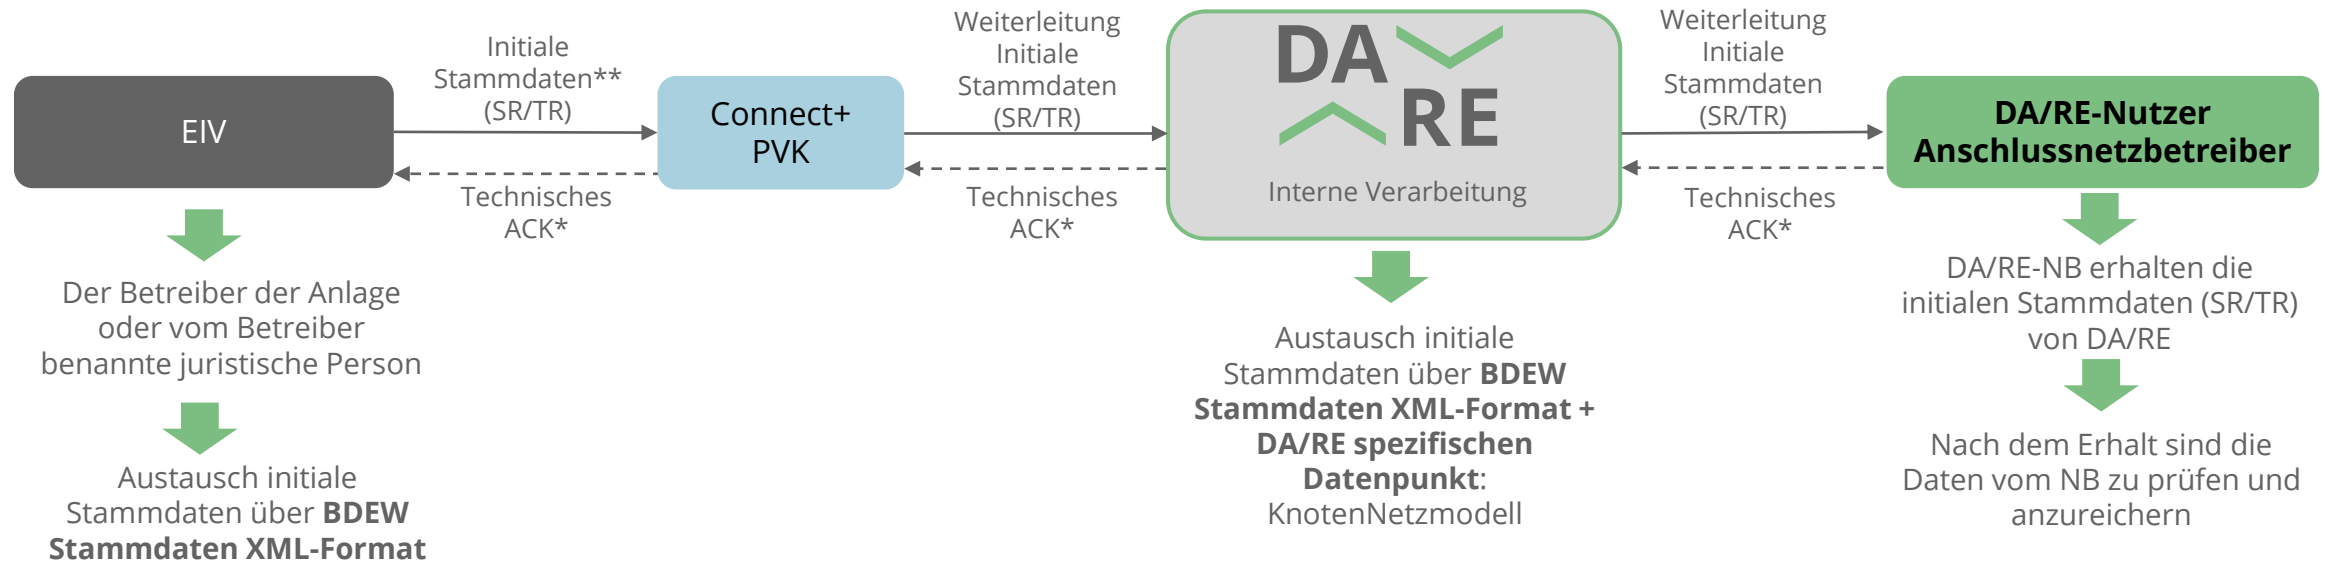 EIV
Initiale
Stammdaten**
(SR/TR)
Technisches
ACK*
Connect+
PVK
Weiterleitung
Initiale
Stammdaten
(SR/TR)
Technisches
ACK*
DA
RE
Interne Verarbeitung
Weiterleitung
Initiale
Stammdaten
(SR/TR)
Technisches
ACK*
DA/RE-Nutzer
Anschlussnetzbetreiber
Der Betreiber der Anlage
oder vom Betreiber
benannte juristische Person
Austausch initiale
Stammdaten über BDEW
Stammdaten XML-Format
Austausch initiale
Stammdaten über BDEW
Stammdaten XML-Format +
DA/RE spezifischen
Datenpunkt:
KnotenNetzmodell
DA/RE-NB erhalten die
initialen Stammdaten (SR/TR)
von DA/RE
Nach dem Erhalt sind die
Daten vom NB zu prüfen und
anzureichern